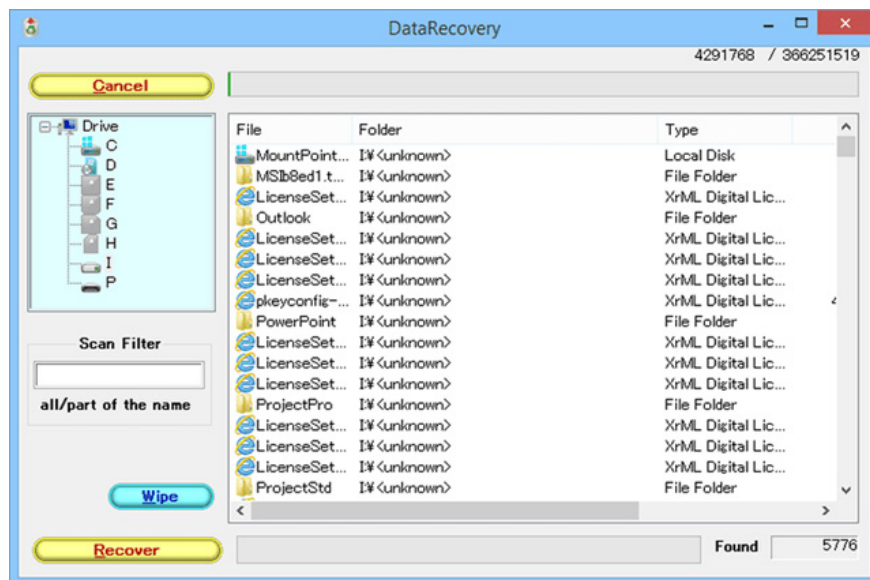 DataRecovery
4291768 / 366251519
Cancel
Drive
C
D
E
F
G
H
I
P
Scan Filter
all/part of the name
Wipe
Recover
File Folder Type
MountPoint... I:¥<unknown> Local Disk
MSIb8ed1.t... I:¥<unknown> File Folder
LicenseSet... I:¥<unknown> XrML Digital Lic...
Outlook I:¥<unknown> File Folder
LicenseSet... I:¥<unknown> XrML Digital Lic...
LicenseSet... I:¥<unknown> XrML Digital Lic...
LicenseSet... I:¥<unknown> XrML Digital Lic...
pkeyconfig-... I:¥<unknown> XrML Digital Lic...
PowerPoint I:¥<unknown> File Folder
LicenseSet... I:¥<unknown> XrML Digital Lic...
LicenseSet... I:¥<unknown> XrML Digital Lic...
LicenseSet... I:¥<unknown> XrML Digital Lic...
ProjectPro I:¥<unknown> File Folder
LicenseSet... I:¥<unknown> XrML Digital Lic...
LicenseSet... I:¥<unknown> XrML Digital Lic...
LicenseSet... I:¥<unknown> XrML Digital Lic...
ProjectStd I:¥<unknown> File Folder
Found 5776